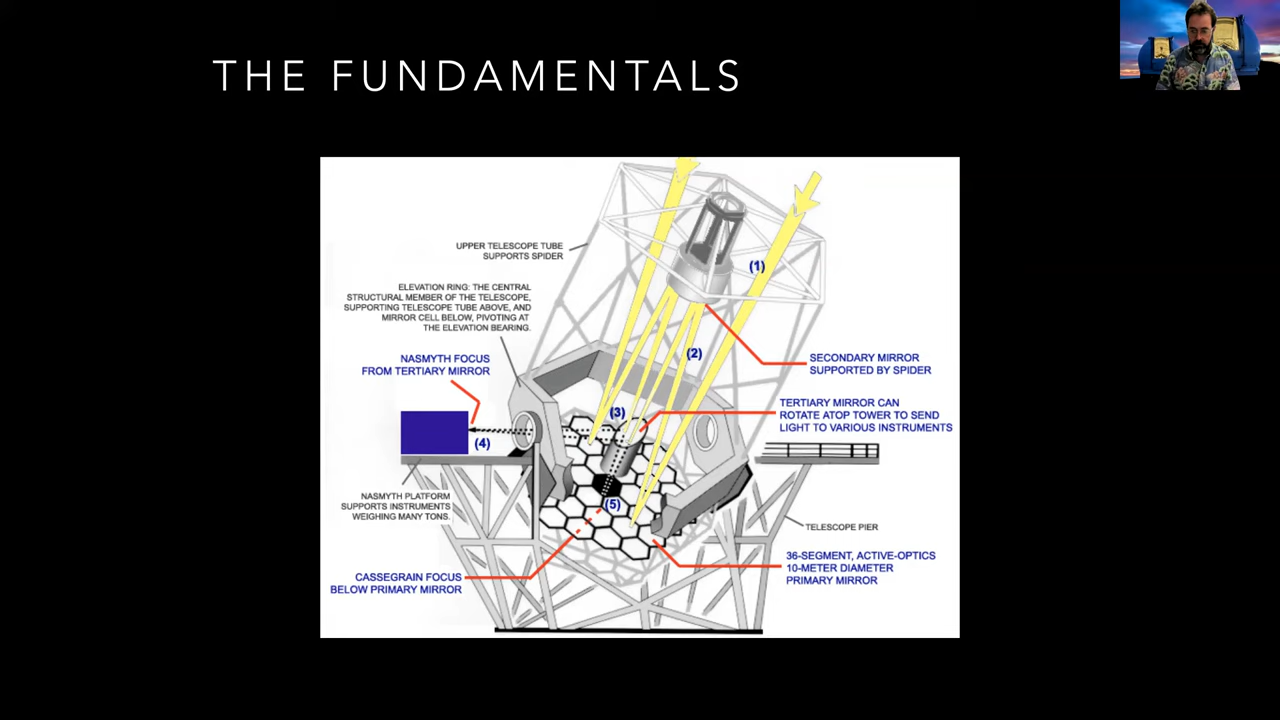 THE FUNDAMENTALS
UPPER TELESCOPE TUBE
SUPPORTS SPIDER
(1)
ELEVATION RING: THE CENTRAL
STRUCTURAL MEMBER OF THE TELESCOPE,
SUPPORTING TELESCOPE TUBE ABOVE, AND
MIRROR CELL BELOW, PIVOTING AT
THE ELEVATION BEARING.
(2)
NASMYTH FOCUS
FROM TERTIARY MIRROR
SECONDARY MIRROR
SUPPORTED BY SPIDER
(3)
TERTIARY MIRROR CAN
ROTATE ATOP TOWER TO SEND
LIGHT TO VARIOUS INSTRUMENTS
(4)
NASMYTH PLATFORM
SUPPORTS INSTRUMENTS
WEIGHING MANY TONS.
(5)
TELESCOPE PIER
36-SEGMENT, ACTIVE-OPTICS
10-METER DIAMETER
PRIMARY MIRROR
CASSEGRAIN FOCUS
BELOW PRIMARY MIRROR